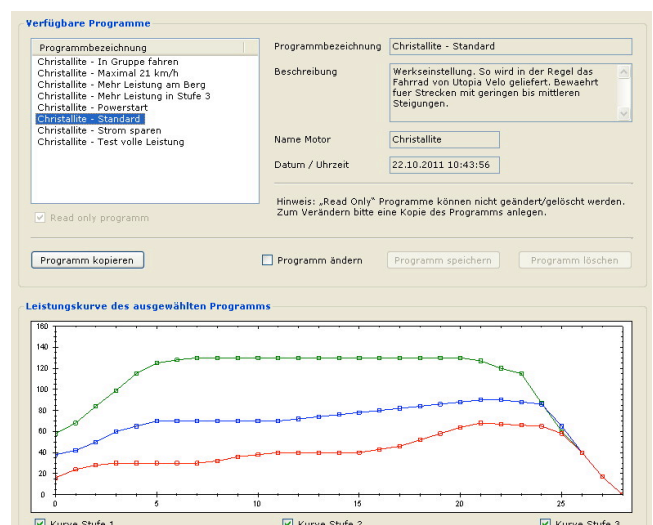 Verfügbare Programme
Programmbezeichnung
Christallite - In Gruppe fahren
Christallite - Maximal 21 km/h
Christallite - Mehr Leistung am Berg
Christallite - Mehr Leistung in Stufe 3
Christallite - Powerstart
Christallite - Standard
Christallite - Strom sparen
Christallite - Test volle Leistung
Read only programm
Programmbezeichnung
Christallite - Standard
Beschreibung
Werkseinstellung. So wird in der Regel das
Fahrrad von Utopia Velo geliefert. Bewaehrt
fuer Strecken mit geringen bis mittleren
Steigungen.
Name Motor
Christallite
Datum / Uhrzeit
22.10.2011 10:43:56
Hinweis: „Read Only“ Programme können nicht geändert/gelöscht werden.
Zum Verändern bitte eine Kopie des Programms anlegen.
Programm kopieren
Programm ändern
Programm speichern
Programm löschen
Leistungskurve des ausgewählten Programms
160
140
120
100
80
60
40
20
0
0 5 10 15 20 25
Kurve Stufe 1
Kurve Stufe 2
Kurve Stufe 3